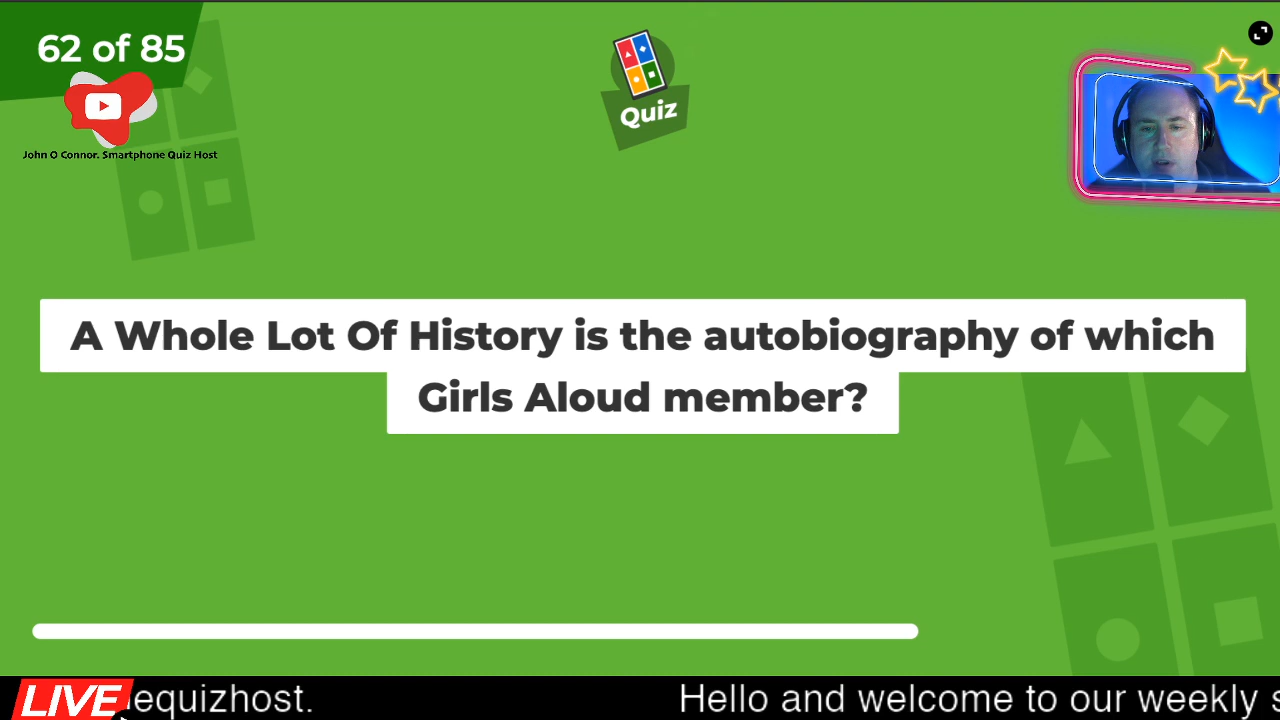 62 of 85
John O Connor. Smartphone Quiz Host
Quiz
A Whole Lot Of History is the autobiography of which
Girls Aloud member?
LIVE equizhost. Hello and welcome to our weekly s